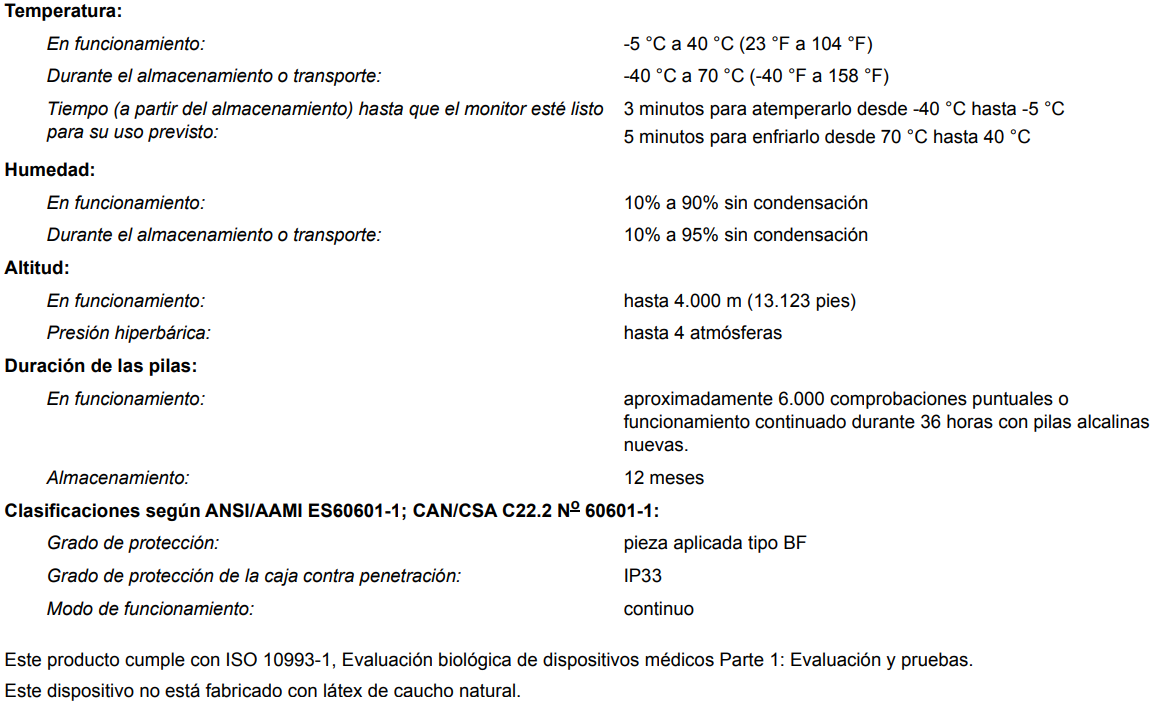 Temperatura:
En funcionamiento: -5 °C a 40 °C (23 °F a 104 °F)
Durante el almacenamiento o transporte: -40 °C a 70 °C (-40 °F a 158 °F)
Tiempo (a partir del almacenamiento) hasta que el monitor esté listo 3 minutos para atemperarlo desde -40 °C hasta -5 °C
para su uso previsto: 5 minutos para enfriarlo desde 70 °C hasta 40 °C
Humedad:
En funcionamiento: 10% a 90% sin condensación
Durante el almacenamiento o transporte: 10% a 95% sin condensación
Altitud:
En funcionamiento: hasta 4.000 m (13.123 pies)
Presión hiperbárica: hasta 4 atmósferas
Duración de las pilas:
En funcionamiento: aproximadamente 6.000 comprobaciones puntuales o
funcionamiento continuado durante 36 horas con pilas alcalinas
nuevas.
Almacenamiento: 12 meses
Clasificaciones según ANSI/AAMI ES60601-1; CAN/CSA C22.2 Nº 60601-1:
Grado de protección: pieza aplicada tipo BF
Grado de protección de la caja contra penetración: IP33
Modo de funcionamiento: continuo
Este producto cumple con ISO 10993-1, Evaluación biológica de dispositivos médicos Parte 1: Evaluación y pruebas.
Este dispositivo no está fabricado con látex de caucho natural.